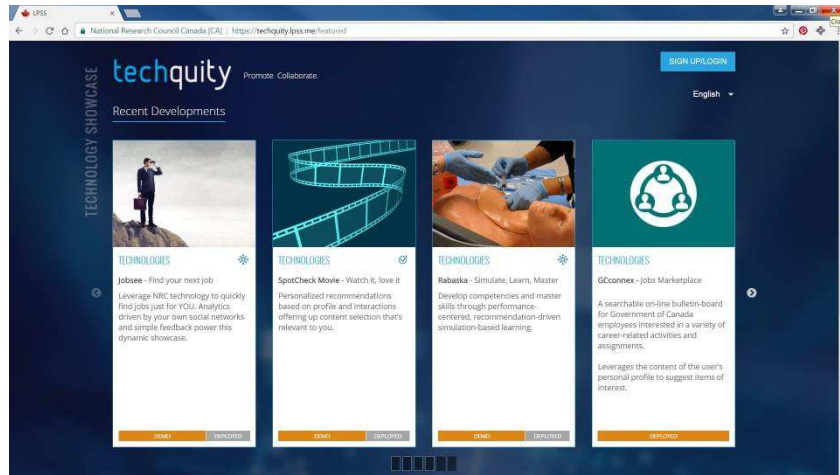 LPSS
National Research Council Canada [CA] | https://techquity.lpss.me/featured
TECHNOLOGY SHOWCASE
techquity Promote. Collaborate.
SIGN UP/LOGIN
English
Recent Developments
TECHNOLOGIES
Jobsee - Find your next job
Leverage NRC technology to quickly
find jobs just for YOU. Analytics
driven by your own social networks
and simple feedback power this
dynamic showcase.
DEMO DEPLOYED
TECHNOLOGIES
SpotCheck Movie - Watch it, love it
Personalized recommendations
based on profile and interactions
offering up content selection that's
relevant to you.
DEMO DEPLOYED
TECHNOLOGIES
Rabaska - Simulate, Learn, Master
Develop competencies and master
skills through performance-
centered, recommendation-driven
simulation-based learning.
DEMO DEPLOYED
TECHNOLOGIES
GCconnex - Jobs Marketplace
A searchable on-line bulletin-board
for Government of Canada
employees interested in a variety of
career-related activities and
assignments.
Leverages the content of the user's
personal profile to suggest items of
interest.
DEPLOYED